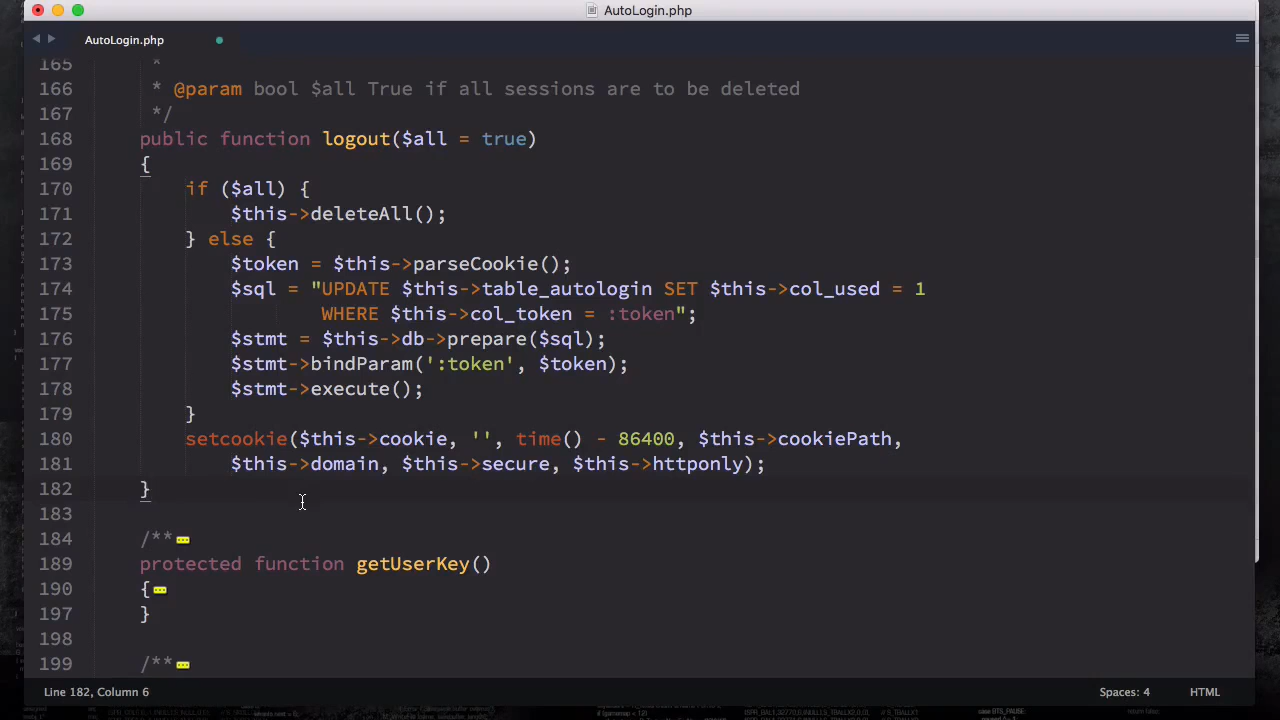 AutoLogin.php
AutoLogin.php
165 *
166 * @param bool $all True if all sessions are to be deleted
167 */
168 public function logout($all = true)
169 {
170 if ($all) {
171 $this->deleteAll();
172 } else {
173 $token = $this->parseCookie();
174 $sql = "UPDATE $this->table_autologin SET $this->col_used = 1
175 WHERE $this->col_token = :token";
176 $stmt = $this->db->prepare($sql);
177 $stmt->bindParam(':token', $token);
178 $stmt->execute();
179 }
180 setcookie($this->cookie, '', time() - 86400, $this->cookiePath,
181 $this->domain, $this->secure, $this->httponly);
182 }
183
184 /**
189 protected function getUserKey()
190 {
197 }
198
199 /**
Line 182, Column 6
Spaces: 4
HTML